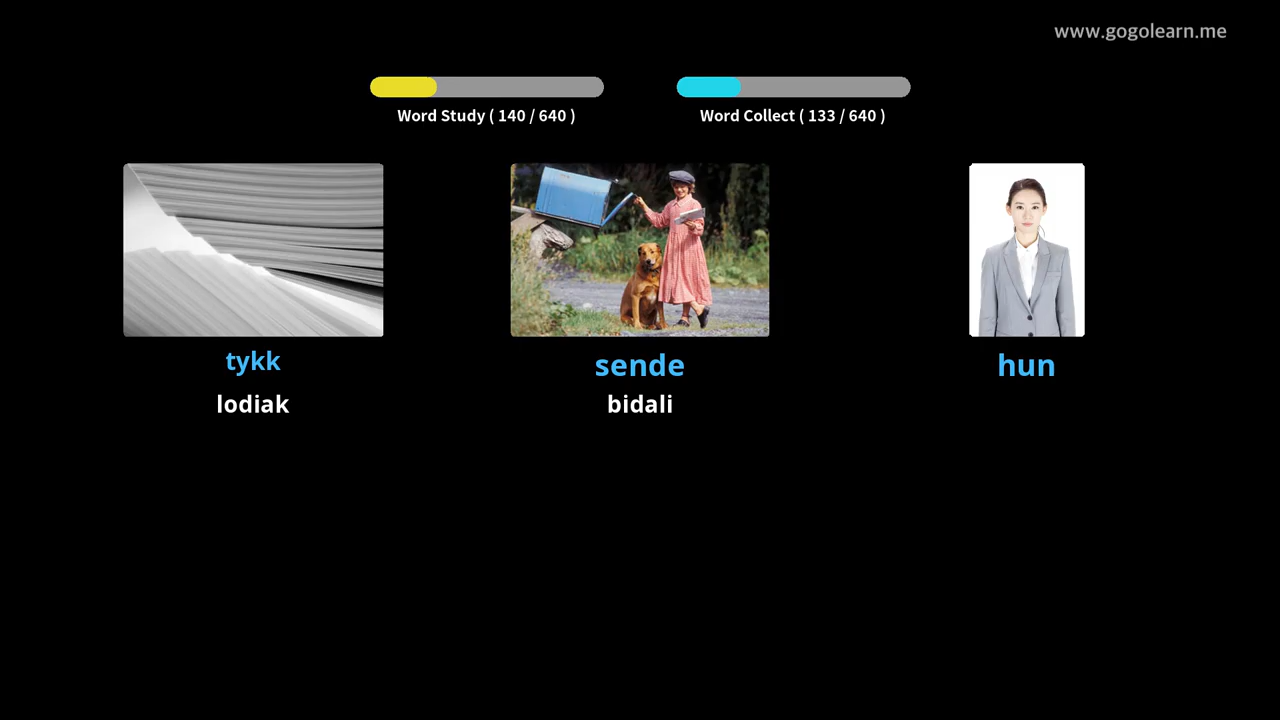 www.gogolearn.me
Word Study ( 140 / 640 )
Word Collect ( 133 / 640 )
tykk
lodiak
sende
bidali
hun